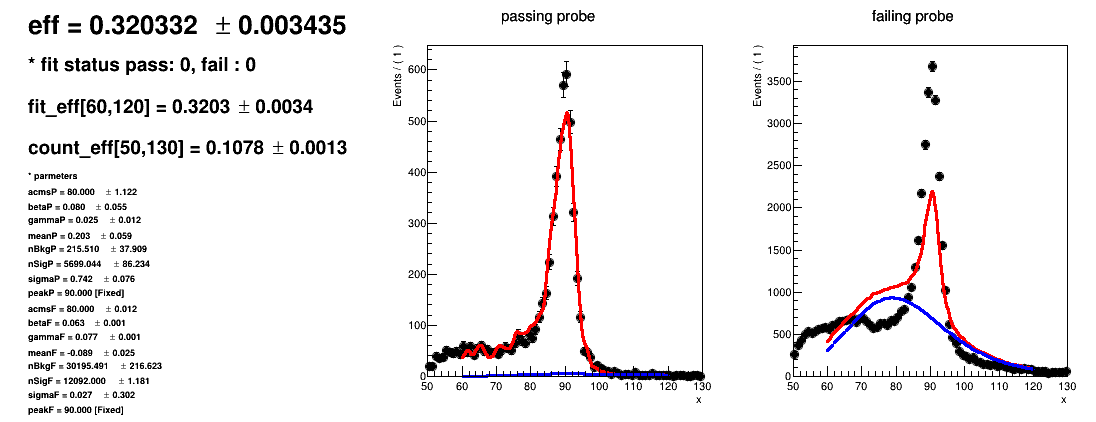 eff = 0.320332 ± 0.003435
* fit status pass: 0, fail : 0
fit_eff[60,120] = 0.3203 ± 0.0034
count_eff[50,130] = 0.1078 ± 0.0013
* parmeters
acmsP = 80.000 ± 1.122
betaP = 0.080 ± 0.055
gammaP = 0.025 ± 0.012
meanP = 0.203 ± 0.059
nBkgP = 215.510 ± 37.909
nSigP = 5699.044 ± 86.234
sigmaP = 0.742 ± 0.076
peakP = 90.000 [Fixed]
acmsF = 80.000 ± 0.012
betaF = 0.063 ± 0.001
gammaF = 0.077 ± 0.001
meanF = -0.089 ± 0.025
nBkgF = 30195.491 ± 216.623
nSigF = 12092.000 ± 1.181
sigmaF = 0.027 ± 0.302
peakF = 90.000 [Fixed]
passing probe
Events / ( 1 )
600
500
400
300
200
100
0
50 60 70 80 90 100 110 120 130
x
failing probe
Events / ( 1 )
3500
3000
2500
2000
1500
1000
500
0
50 60 70 80 90 100 110 120 130
x